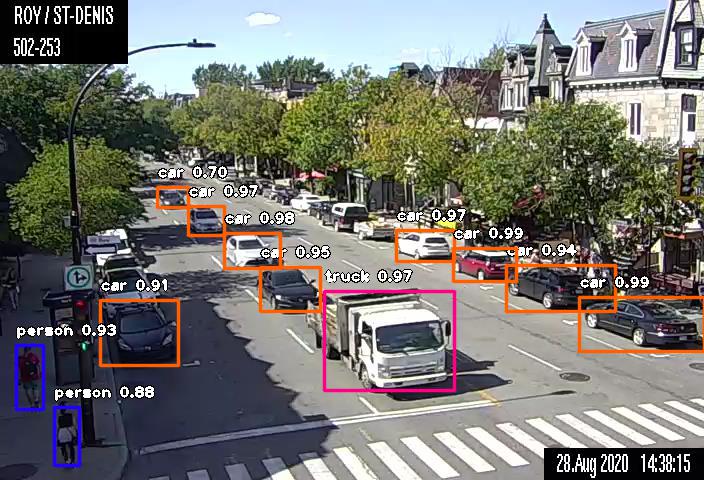 ROY / ST-DENIS
502-253
car 0.70
car 0.97
car 0.98
car 0.97
car 0.99
car 0.94
car 0.95
truck 0.97
car 0.91
car 0.99
person 0.93
person 0.88
28.Aug 2020 14:38:15